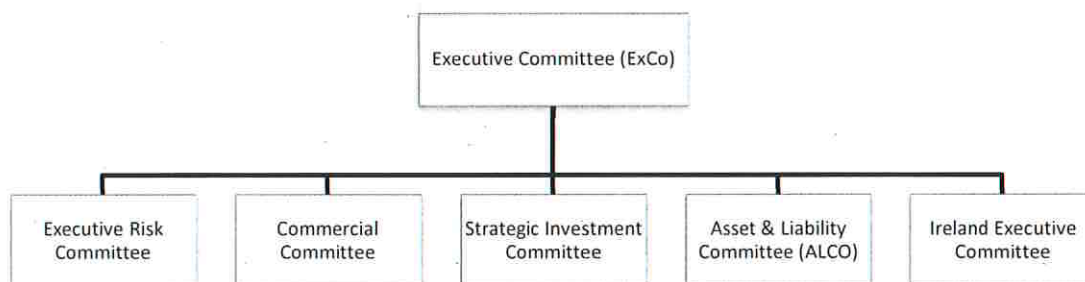 Executive Committee (ExCo)
Executive Risk
Committee
Commercial
Committee
Strategic Investment
Committee
Asset & Liability
Committee (ALCO)
Ireland Executive
Committee